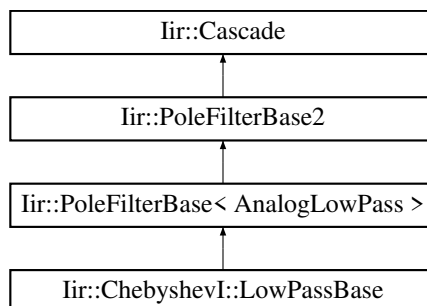 Iir::Cascade
Iir::PoleFilterBase2
Iir::PoleFilterBase< AnalogLowPass >
Iir::ChebyshevI::LowPassBase